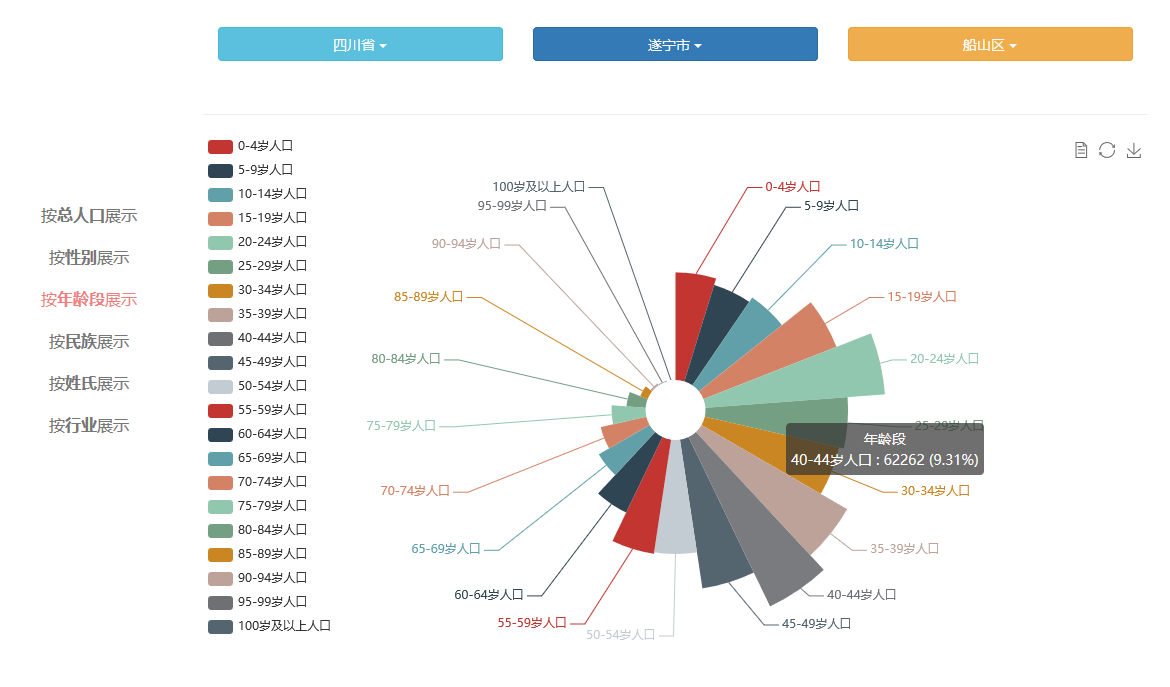 四川省
遂宁市
船山区
按总人口展示
按性别展示
按年龄段展示
按民族展示
按姓氏展示
按行业展示
0-4岁人口
5-9岁人口
10-14岁人口
15-19岁人口
20-24岁人口
25-29岁人口
30-34岁人口
35-39岁人口
40-44岁人口
45-49岁人口
50-54岁人口
55-59岁人口
60-64岁人口
65-69岁人口
70-74岁人口
75-79岁人口
80-84岁人口
85-89岁人口
90-94岁人口
95-99岁人口
100岁及以上人口
100岁及以上人口
95-99岁人口
90-94岁人口
85-89岁人口
80-84岁人口
75-79岁人口
70-74岁人口
65-69岁人口
60-64岁人口
55-59岁人口
50-54岁人口
0-4岁人口
5-9岁人口
10-14岁人口
15-19岁人口
20-24岁人口
25-29岁人口
年龄段
40-44岁人口 : 62262 (9.31%)
30-34岁人口
35-39岁人口
40-44岁人口
45-49岁人口